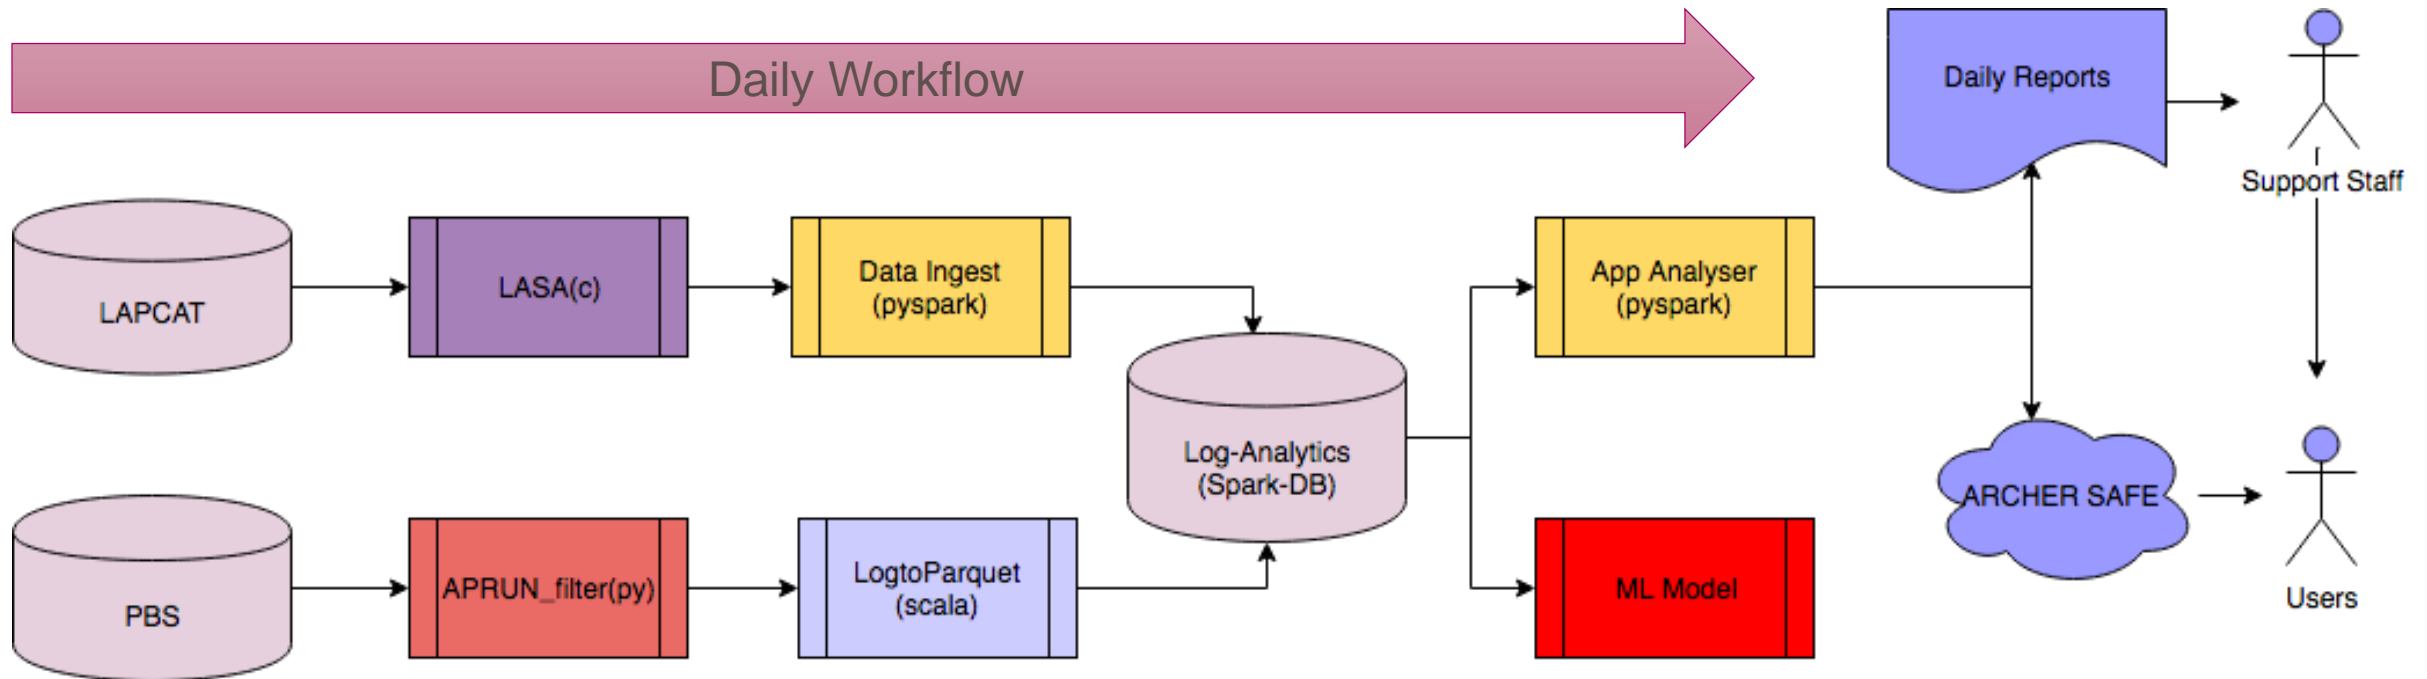 Daily Workflow
Daily Reports
Support Staff
LAPCAT
LASA(c)
Data Ingest
(pyspark)
App Analyser
(pyspark)
Log-Analytics
(Spark-DB)
ARCHER SAFE
PBS
APRUN_filter(py)
LogtoParquet
(scala)
ML Model
Users